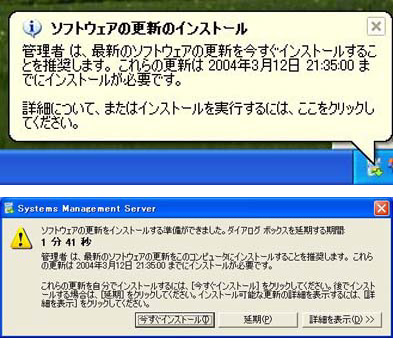 ソフトウェアの更新のインストール
管理者 は、最新のソフトウェアの更新を今すぐインストールするこ
とを推奨します。これらの更新は 2004年3月12日 21:35:00 ま
でにインストールが必要です。
詳細について、またはインストールを実行するには、ここをクリックし
てください。
Systems Management Server
ソフトウェアの更新をインストールする準備ができました。ダイアログ ボックスを延期する期間:
1 分 41 秒
管理者 は、最新のソフトウェアの更新をこのコンピュータにインストールすることを推奨します。これら
の更新は 2004年3月12日 21:35:00 までにインストールが必要です。
これらの更新を自分でインストールするには、[今すぐインストール] をクリックしてください。後でインスト
ールする場合は、[延期] をクリックしてください。インストール可能な更新の詳細を表示するには、[詳
細を表示] をクリックしてください。
今すぐインストール(I)
延期(P)
詳細を表示(D) >>